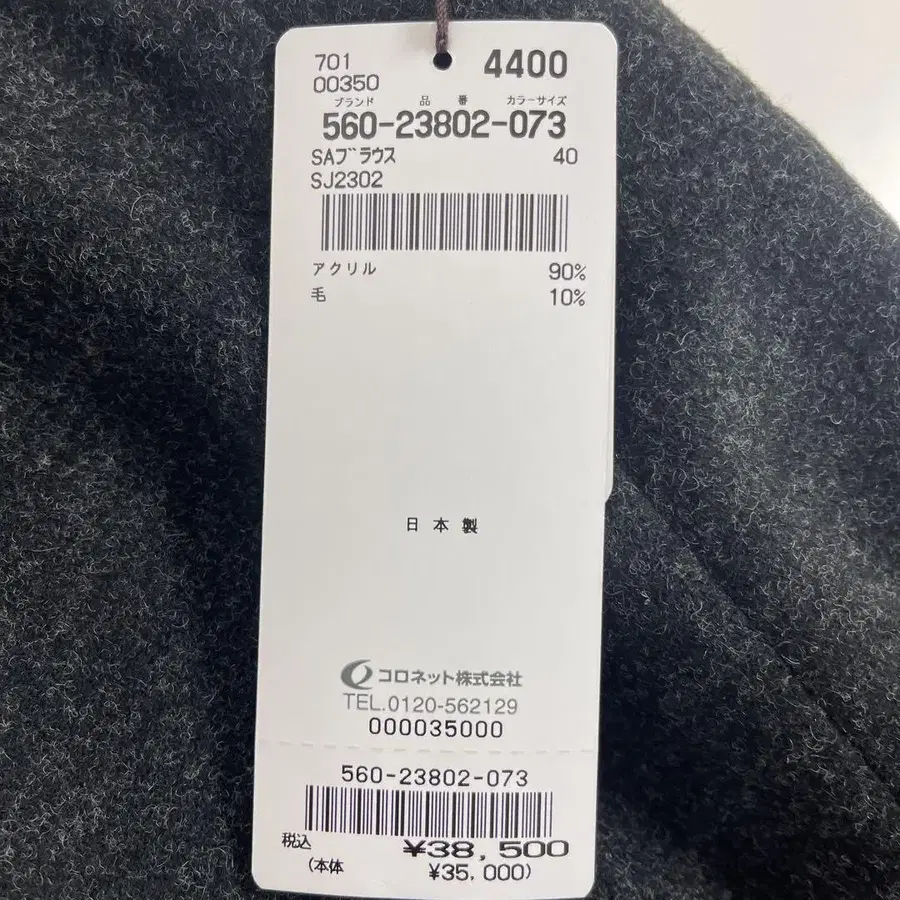 701
4400
00350
ブランド 品 番 カラーサイズ
560-23802-073
SAブラウス 40
SJ2302
アクリル 90%
毛 10%
日本製
コロネット株式会社
TEL.0120-562129
000035000
560-23802-073
税込 ¥38,500
(本体 ¥35,000)